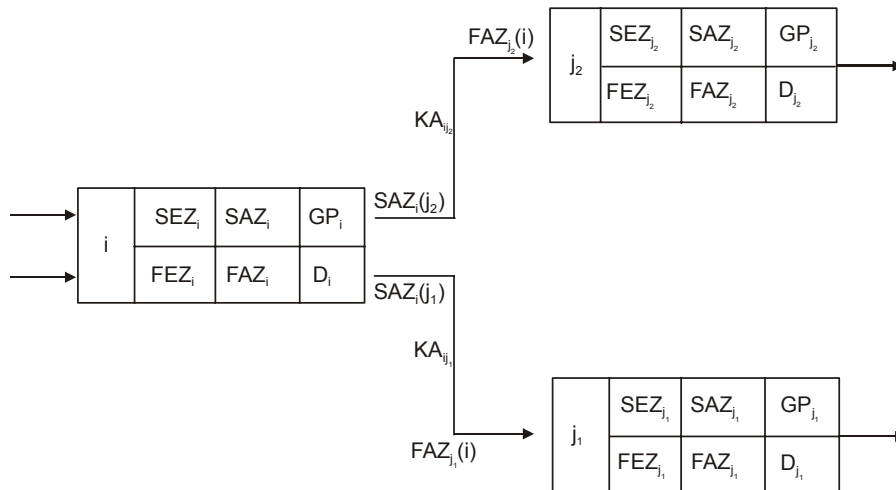 FAZj₂(i)
j₂ SEZj₂ SAZj₂ GPj₂
FEZj₂ FAZj₂ Dj₂
KAij₂
SAZi(j₂)
i SEZi SAZi GPi
FEZi FAZi Di
SAZi(j₁)
KAij₁
FAZj₁(i)
j₁ SEZj₁ SAZj₁ GPj₁
FEZj₁ FAZj₁ Dj₁